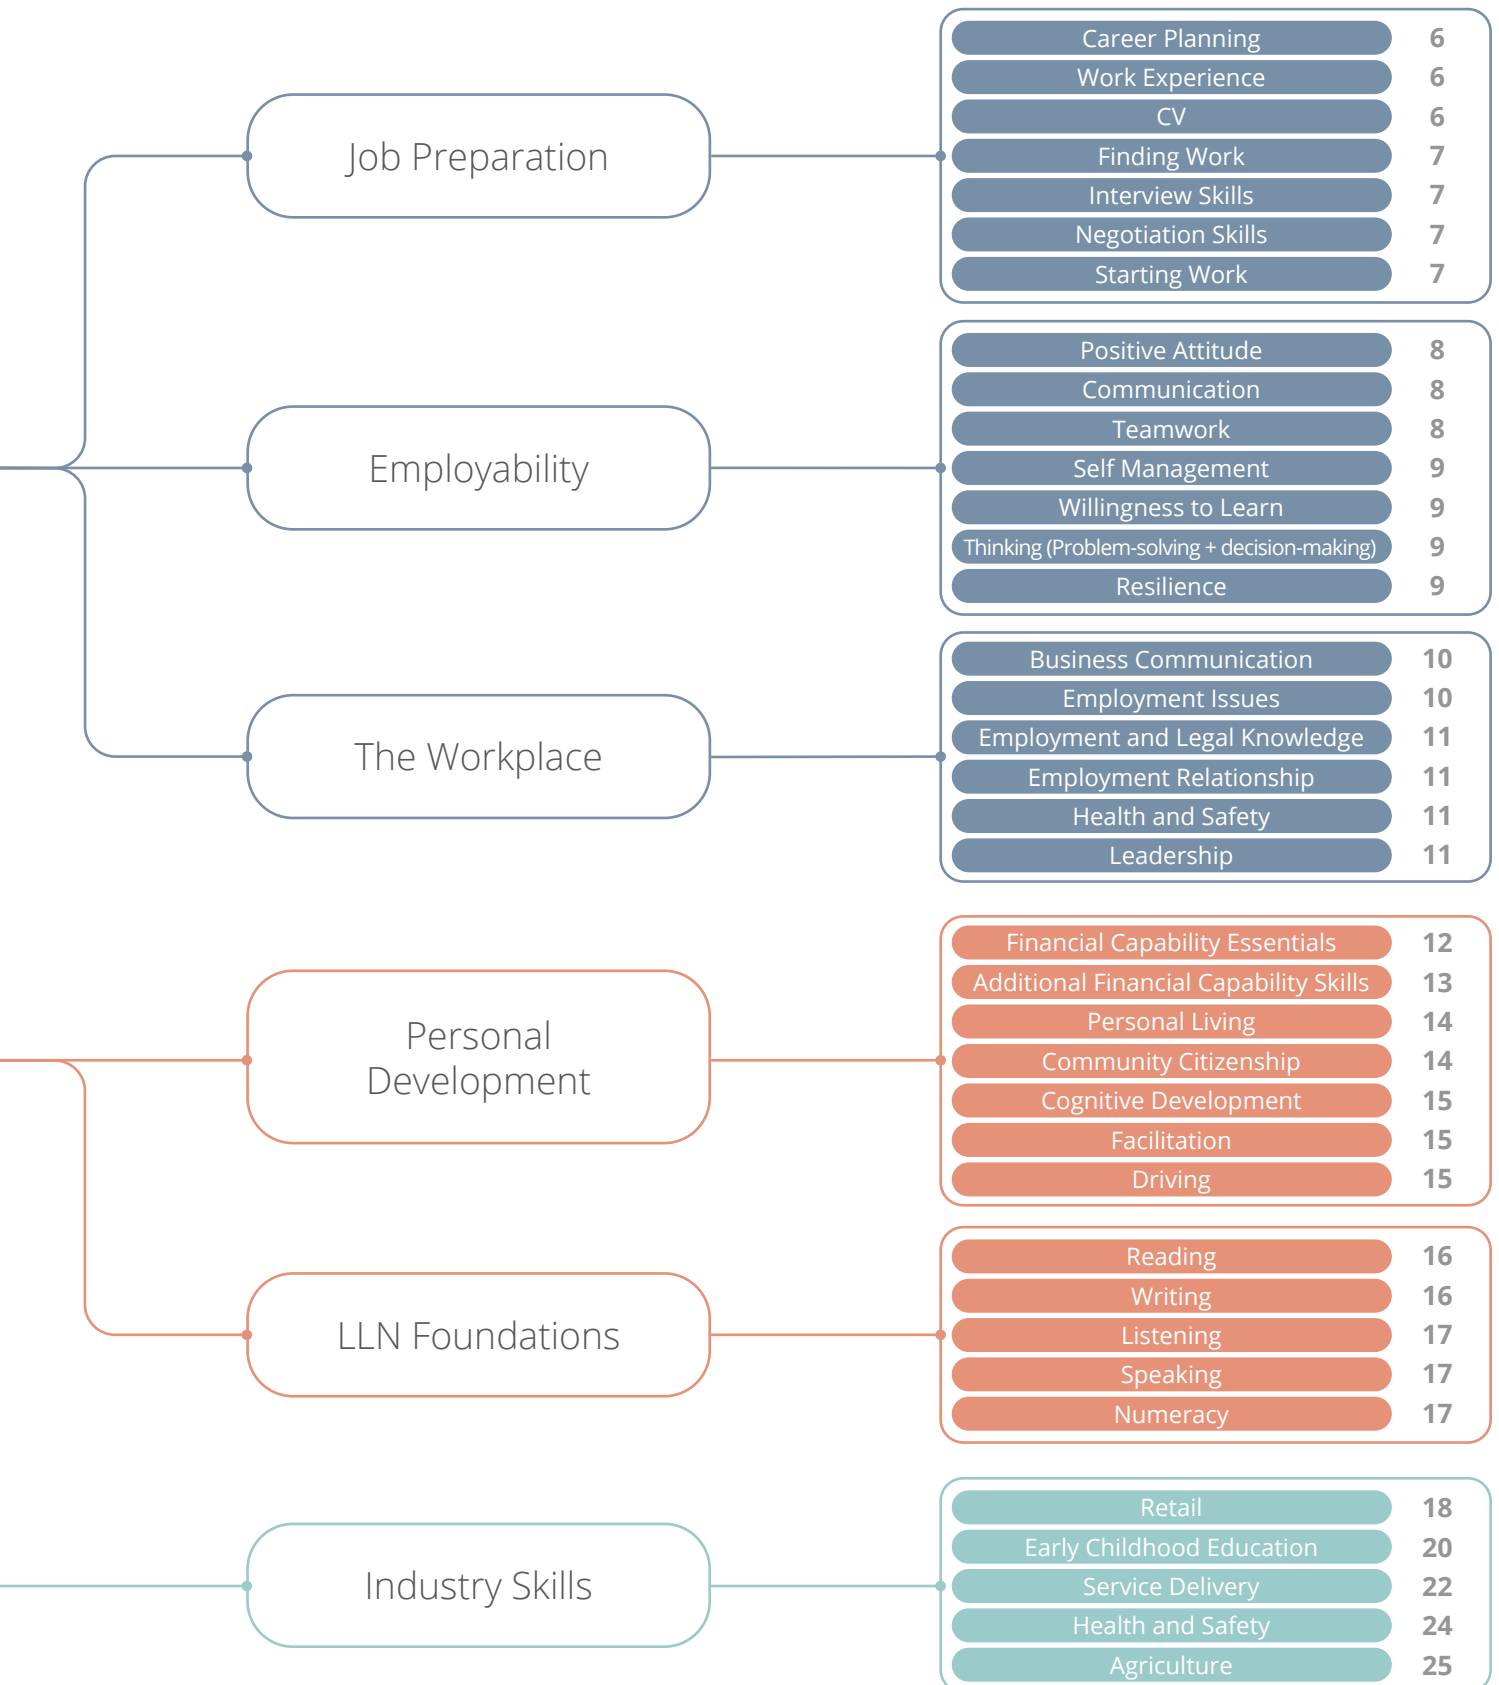 Job Preparation
Career Planning 6
Work Experience 6
CV 6
Finding Work 7
Interview Skills 7
Negotiation Skills 7
Starting Work 7
Employability
Positive Attitude 8
Communication 8
Teamwork 8
Self Management 9
Willingness to Learn 9
Thinking (Problem-solving + decision-making) 9
Resilience 9
The Workplace
Business Communication 10
Employment Issues 10
Employment and Legal Knowledge 11
Employment Relationship 11
Health and Safety 11
Leadership 11
Personal
Development
Financial Capability Essentials 12
Additional Financial Capability Skills 13
Personal Living 14
Community Citizenship 14
Cognitive Development 15
Facilitation 15
Driving 15
LLN Foundations
Reading 16
Writing 16
Listening 17
Speaking 17
Numeracy 17
Industry Skills
Retail 18
Early Childhood Education 20
Service Delivery 22
Health and Safety 24
Agriculture 25